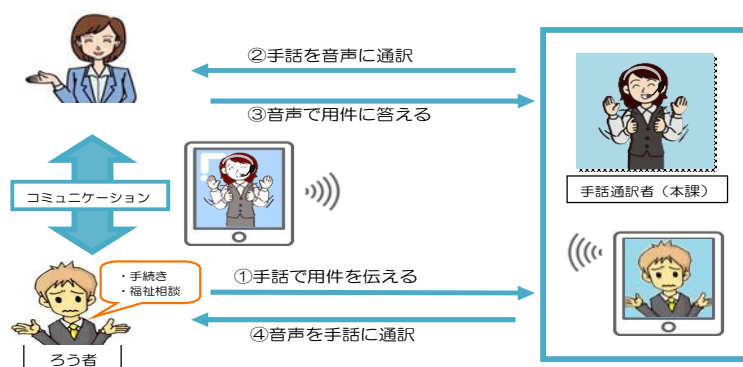 ②手話を音声に通訳
③音声で用件に答える
手話通訳者(本課)
コミュニケーション
・手続き
・福祉相談
①手話で用件を伝える
④音声を手話に通訳
ろう者